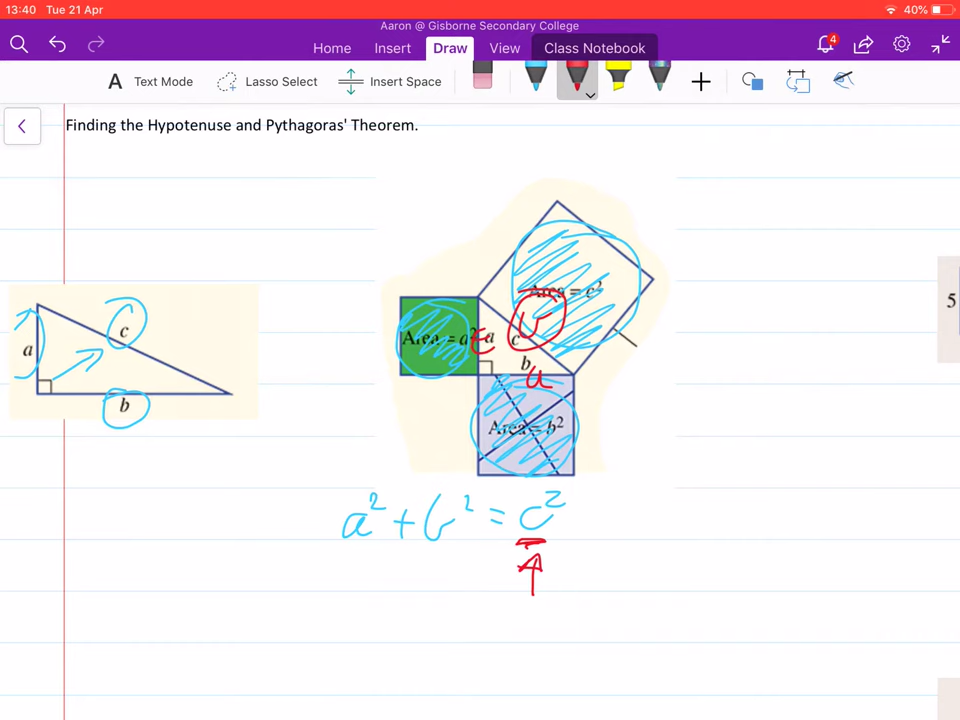 13:40 Tue 21 Apr 40%
Aaron @ Gisborne Secondary College
Home Insert Draw View Class Notebook 4
A Text Mode Lasso Select Insert Space
Finding the Hypotenuse and Pythagoras' Theorem.
Area = c²
5
a c b
Area = a² c a c b
b a
Area = b²
a² + b² = c²